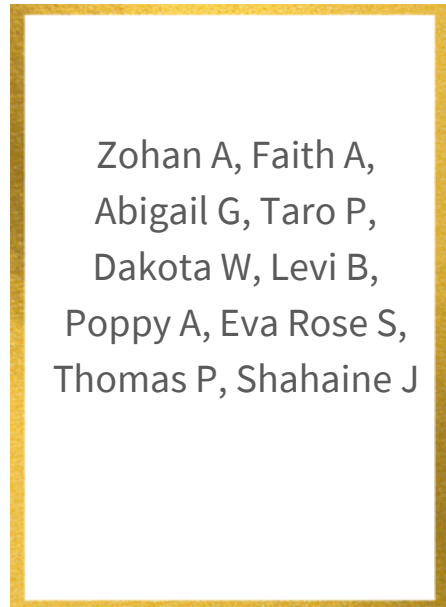 Zohan A, Faith A,
Abigail G, Taro P,
Dakota W, Levi B,
Poppy A, Eva Rose S,
Thomas P, Shahaine J